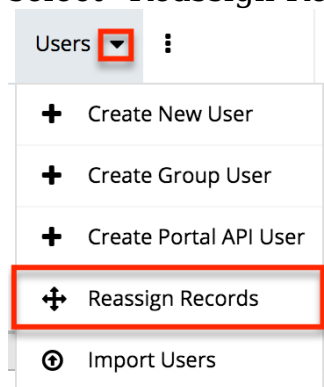 Select "Reassign Re
Users
Create New User
Create Group User
Create Portal API User
Reassign Records
Import Users